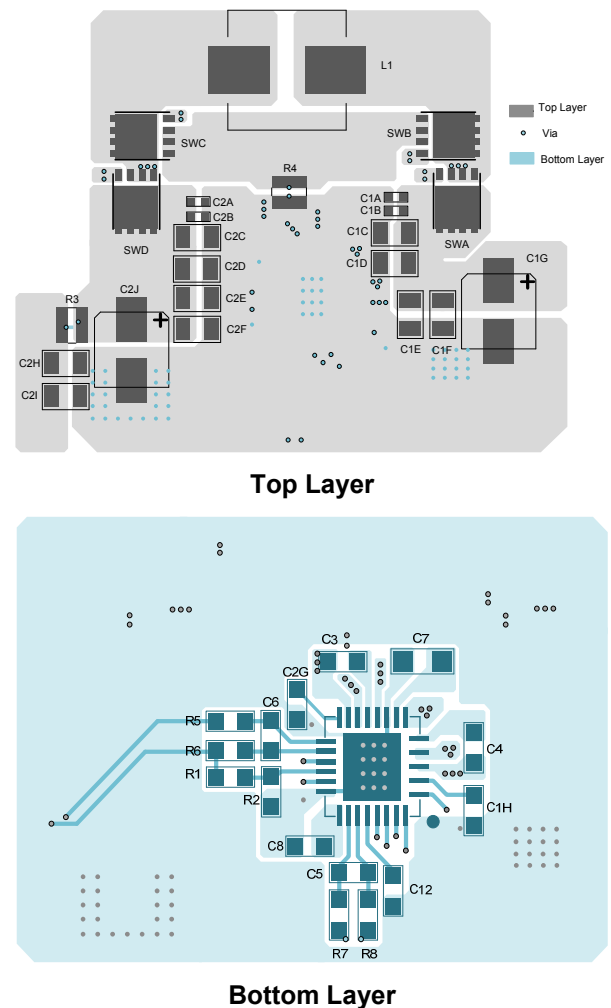 L1
Top Layer
Via
Bottom Layer
SWC
SWB
R4
SWD
SWA
C2A
C2B
C2C
C2D
C2E
C2F
C1A
C1B
C1C
C1D
C1G
+
C1E
C1F
R3
C2J
+
C2H
C2I
Top Layer
C3
C7
C2G
C6
R5
R6
R1
R2
C4
C1H
C8
C5
C12
R7
R8
Bottom Layer